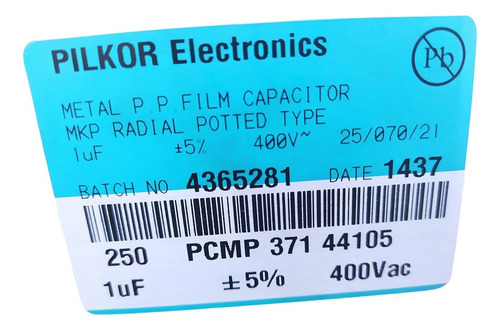 PILKOR Electronics
Pb
METAL P.P.FILM CAPACITOR
MKP RADIAL POTTED TYPE
1uF ±5% 400V~ 25/070/21
BATCH NO 4365281 DATE 1437
250 PCMP 371 44105
1uF ±5% 400Vac